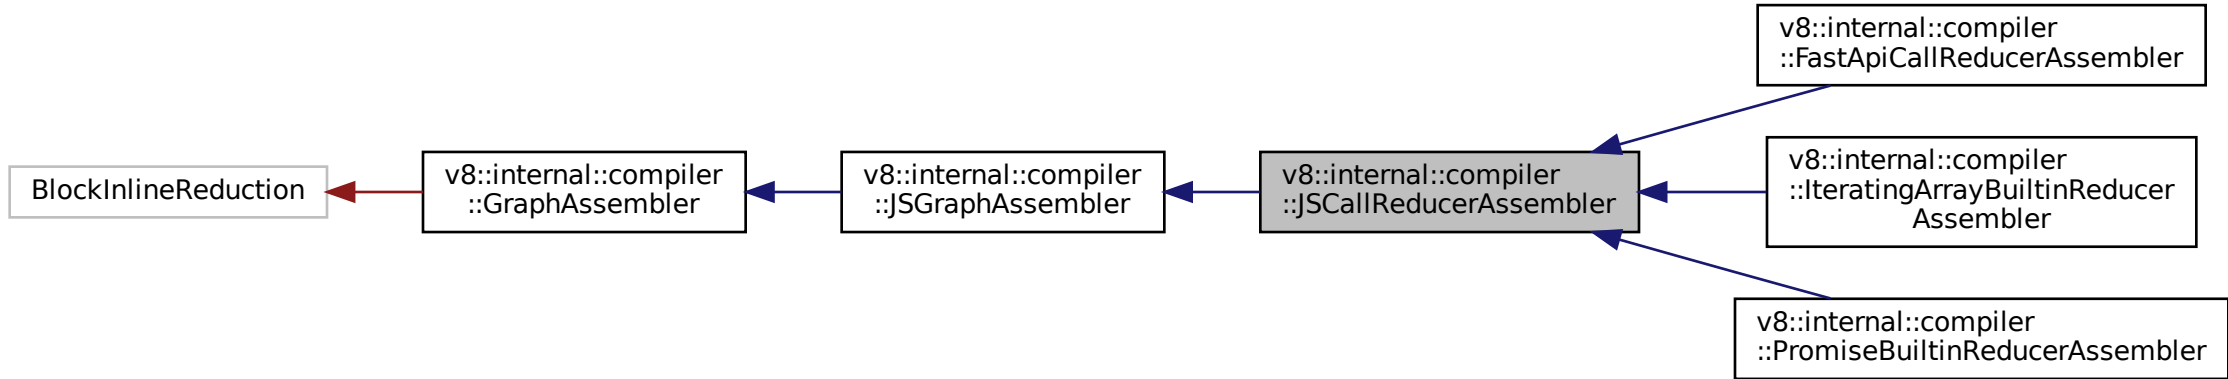 BlockInlineReduction
v8::internal::compiler
::GraphAssembler
v8::internal::compiler
::JSGraphAssembler
v8::internal::compiler
::JSCallReducerAssembler
v8::internal::compiler
::FastApiCallReducerAssembler
v8::internal::compiler
::IteratingArrayBuiltinReducer
Assembler
v8::internal::compiler
::PromiseBuiltinReducerAssembler